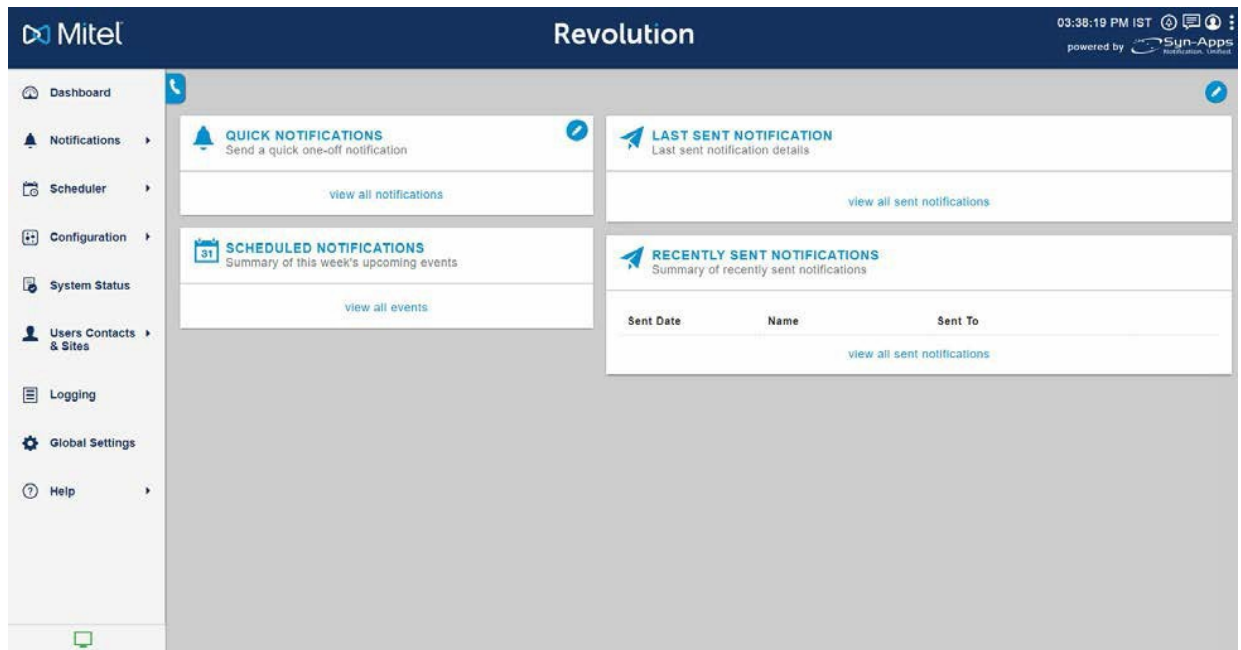 Mitel
Revolution
03:38:19 PM IST
powered by Syn-Apps
Notification. Unified.
Dashboard
Notifications
Scheduler
Configuration
System Status
Users Contacts
& Sites
Logging
Global Settings
Help
QUICK NOTIFICATIONS
Send a quick one-off notification
view all notifications
31
SCHEDULED NOTIFICATIONS
Summary of this week's upcoming events
view all events
LAST SENT NOTIFICATION
Last sent notification details
view all sent notifications
RECENTLY SENT NOTIFICATIONS
Summary of recently sent notifications
Sent Date Name Sent To
view all sent notifications